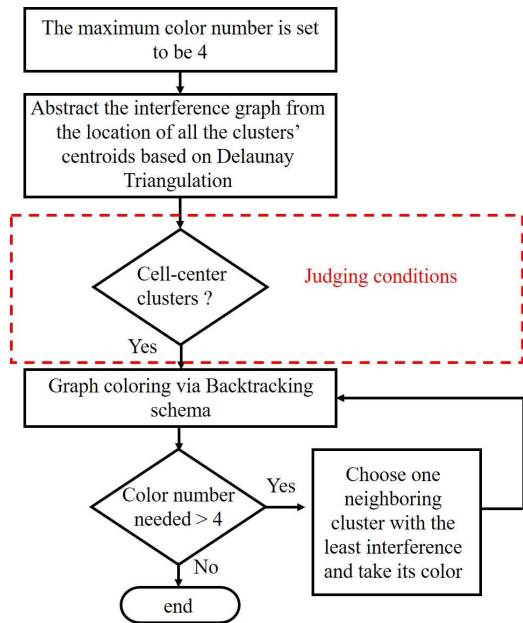 The maximum color number is set
to be 4
Abstract the interference graph from
the location of all the clusters’
centroids based on Delaunay
Triangulation
Cell-center
clusters ?
Judging conditions
Yes
Graph coloring via Backtracking
schema
Color number
needed > 4
Yes
Choose one
neighboring
cluster with the
least interference
and take its color
No
end